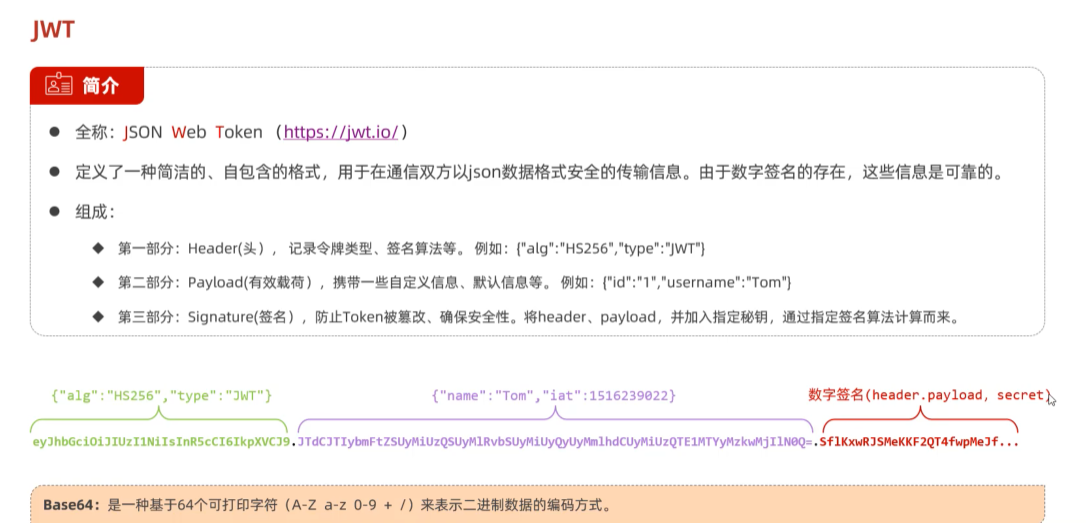 JWT
简介
● 全称：JSON Web Token （https://jwt.io/）
● 定义了一种简洁的、自包含的格式，用于在通信双方以json数据格式安全的传输信息。由于数字签名的存在，这些信息是可靠的。
● 组成：
◆ 第一部分：Header(头）， 记录令牌类型、签名算法等。 例如：{"alg":"HS256","type":"JWT"}
◆ 第二部分：Payload(有效载荷），携带一些自定义信息、默认信息等。 例如：{"id":"1","username":"Tom"}
◆ 第三部分：Signature(签名），防止Token被篡改、确保安全性。将header、payload，并加入指定秘钥，通过指定签名算法计算而来。
{"alg":"HS256","type":"JWT"} {"name":"Tom","iat":1516239022} 数字签名(header.payload, secret)
eyJhbGciOiJIUzI1NiIsInR5cCI6IkpXVCJ9.JTdCJTIybmFtZSUyMiUzQSUyMlRvbSUyMiUyQyUyMmlhdCUyMiUzQTE1MTYyMzkwMjIlN0Q=.SflKxwRJSMeKKF2QT4fwpMeJf...
Base64：是一种基于64个可打印字符（A-Z a-z 0-9 + /）来表示二进制数据的编码方式。